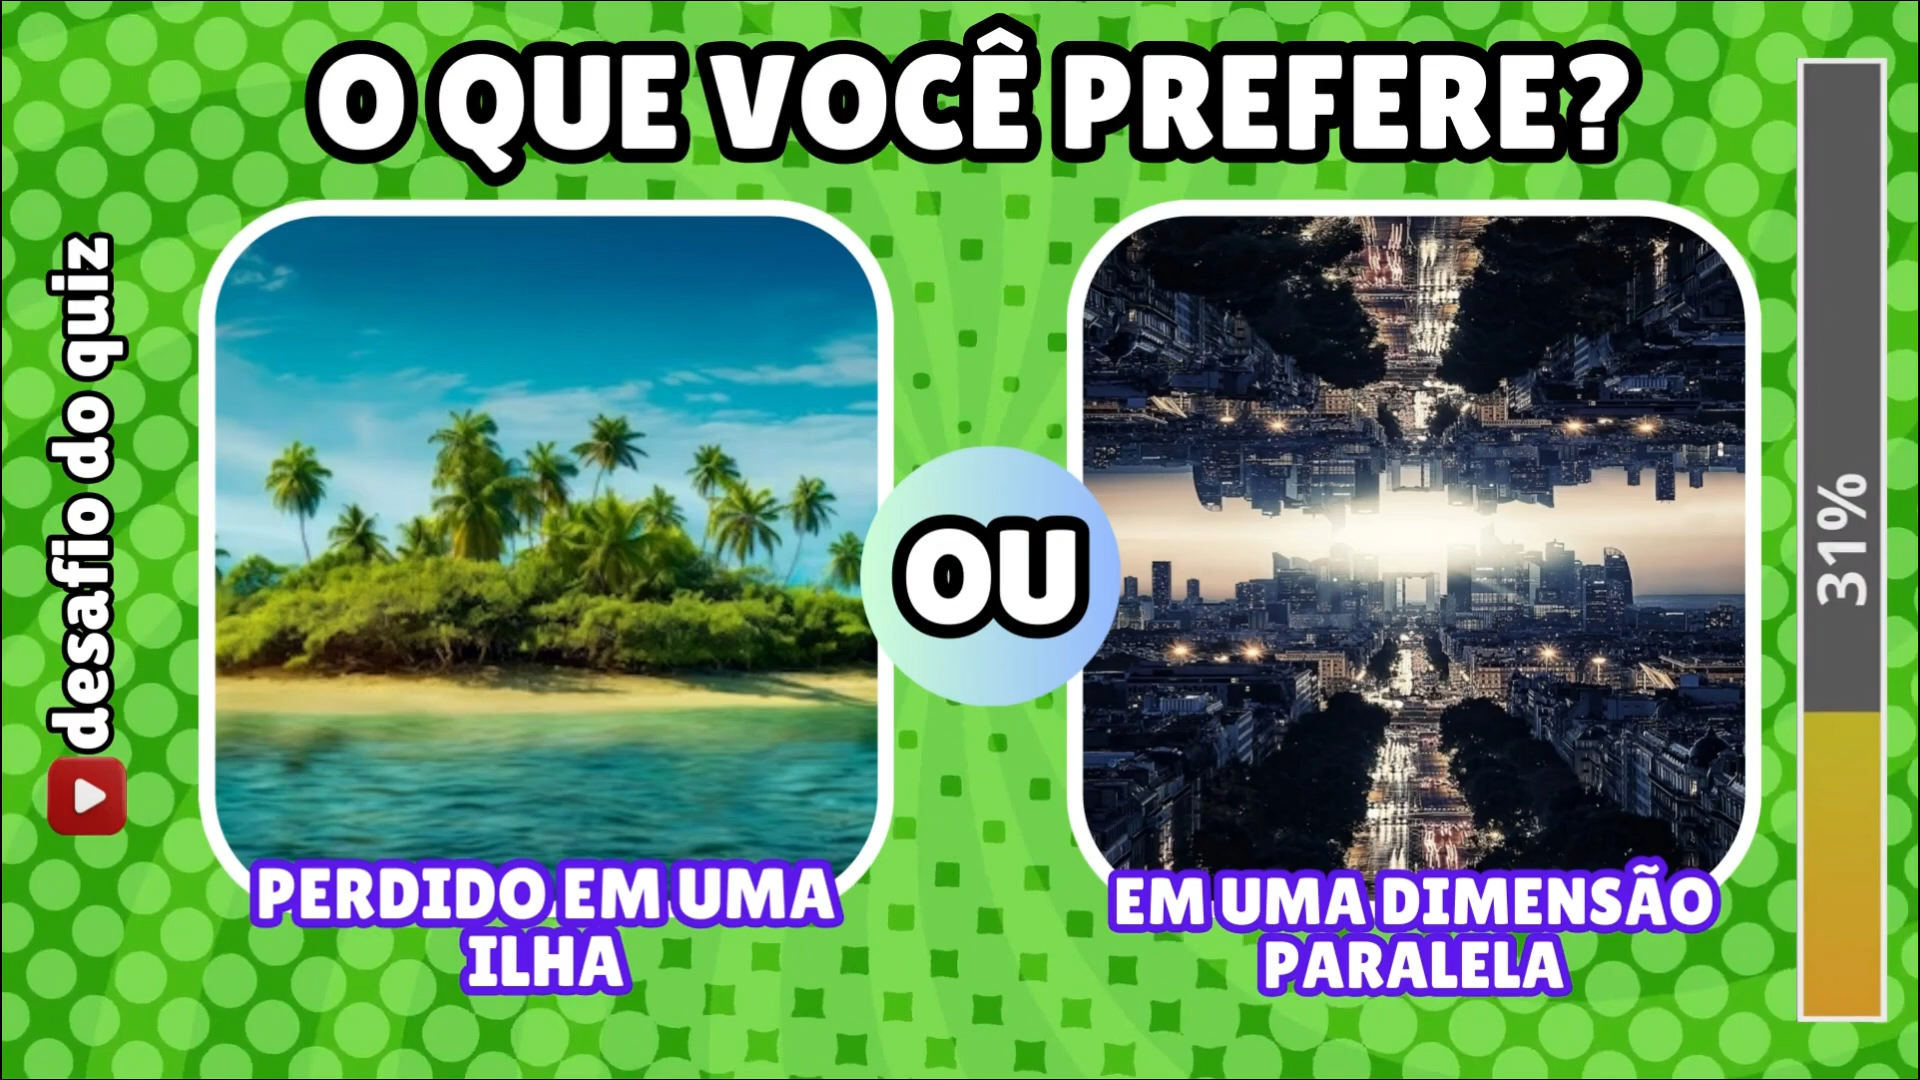 O QUE VOCÊ PREFERE?
desafio do quiz
OU
31%
PERDIDO EM UMA
ILHA
EM UMA DIMENSÃO
PARALELA